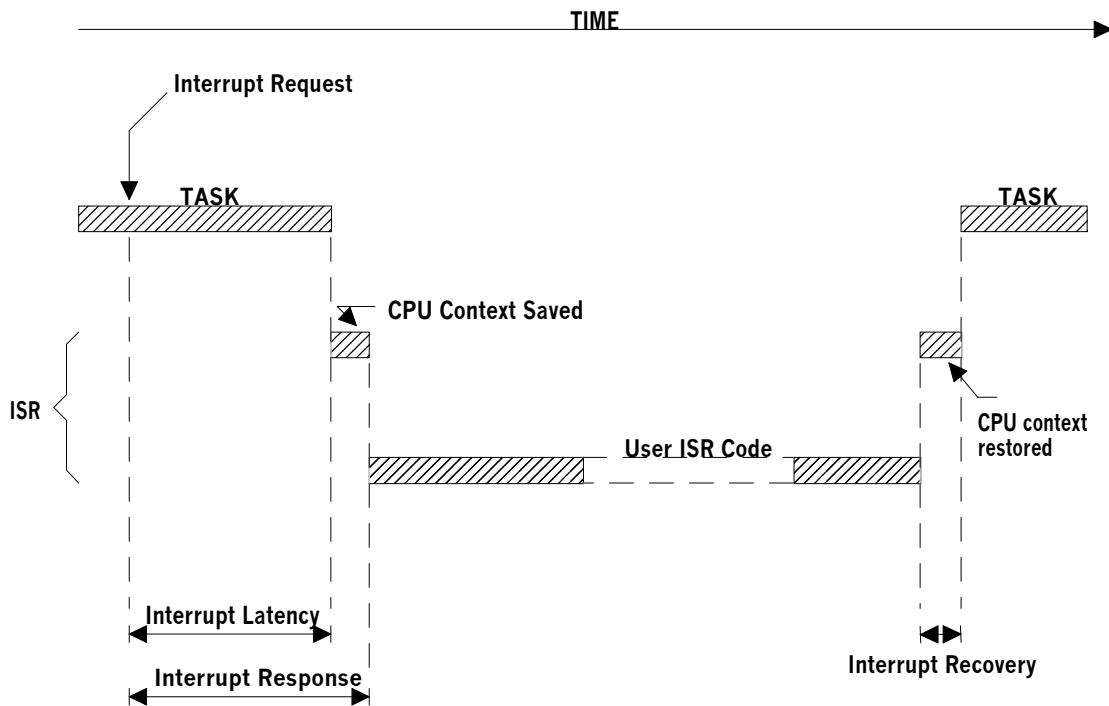 TIME
Interrupt Request
TASK
TASK
CPU Context Saved
ISR
CPU context
restored
User ISR Code
Interrupt Latency
Interrupt Recovery
Interrupt Response